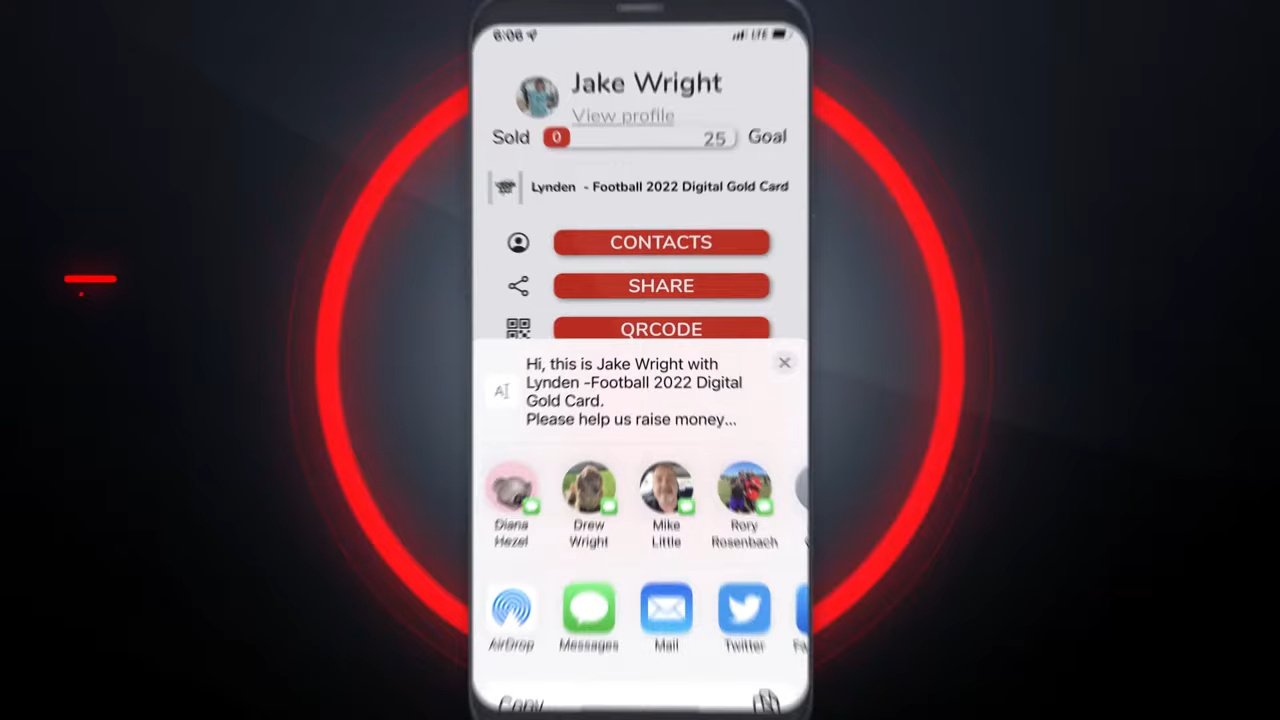 6:06
LTE
Jake Wright
View profile
Sold 0 25 Goal
Lynden - Football 2022 Digital Gold Card
CONTACTS
SHARE
QRCODE
Hi, this is Jake Wright with
Lynden -Football 2022 Digital
Gold Card.
Please help us raise money...
Diana Drew Mike Rory
Hezel Wright Little Rosenbach
AirDrop Messages Mail Twitter
Copy